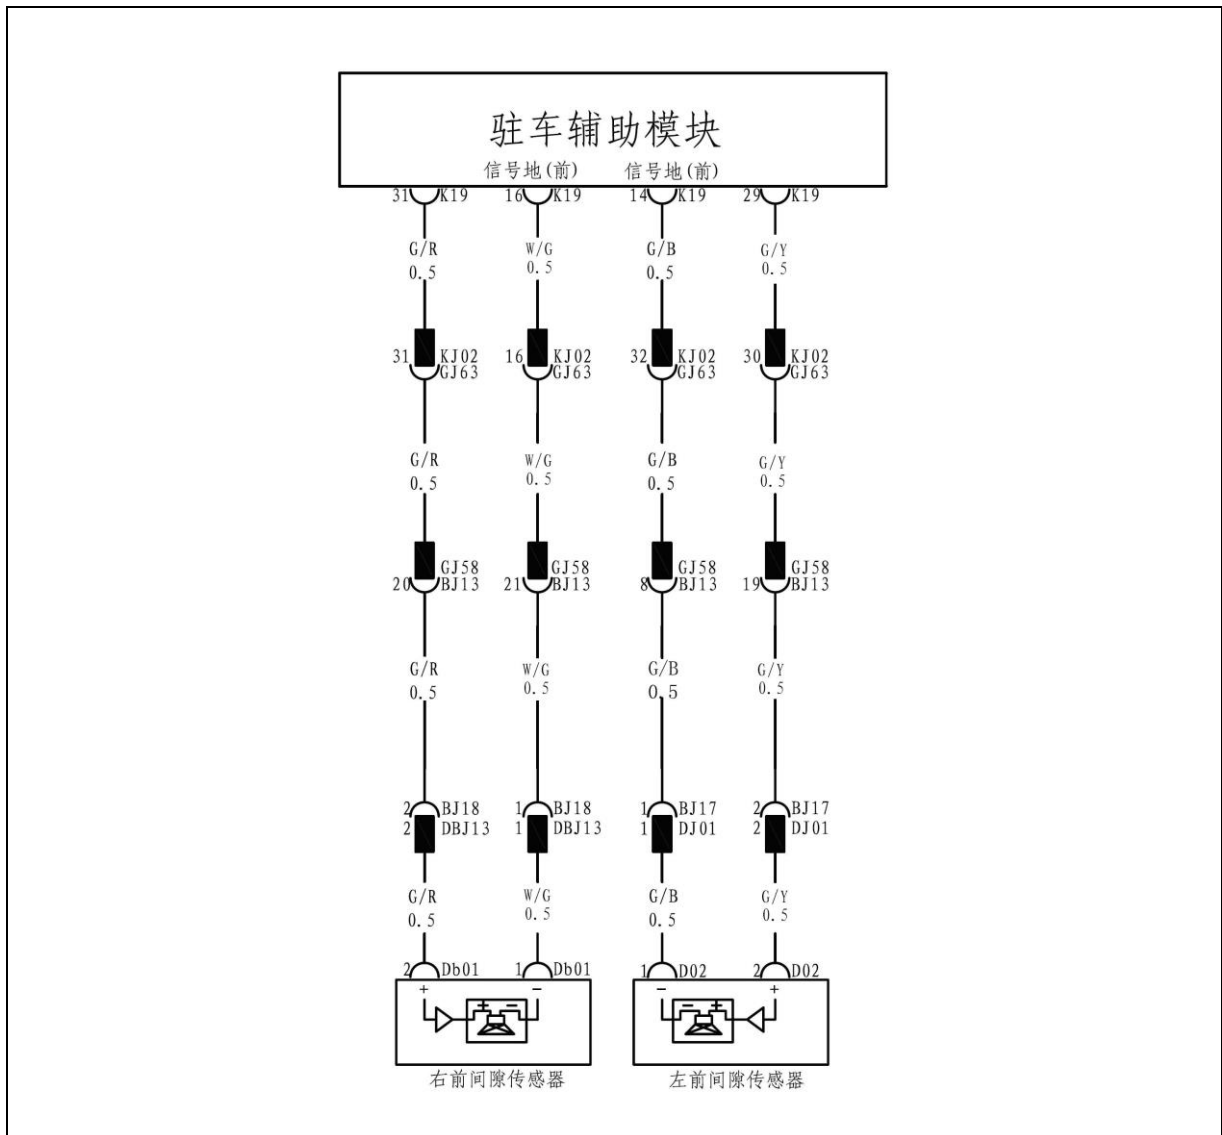 驻车辅助模块
信号地(前) 信号地(前)
31 K19 16 K19 14 K19 29 K19
G/R W/G G/B G/Y
0.5 0.5 0.5 0.5
31 KJ02 16 KJ02 32 KJ02 30 KJ02
GJ63 GJ63 GJ63 GJ63
G/R W/G G/B G/Y
0.5 0.5 0.5 0.5
GJ58 GJ58 GJ58 GJ58
20 BJ13 21 BJ13 8 BJ13 19 BJ13
G/R W/G G/B G/Y
0.5 0.5 0.5 0.5
2 BJ18 1 BJ18 1 BJ17 2 BJ17
2 DBJ13 1 DBJ13 1 DJ01 2 DJ01
G/R W/G G/B G/Y
0.5 0.5 0.5 0.5
2 Db01 1 Db01 1 D02 2 D02
+ − − +
+ − − +
右前间隙传感器 左前间隙传感器